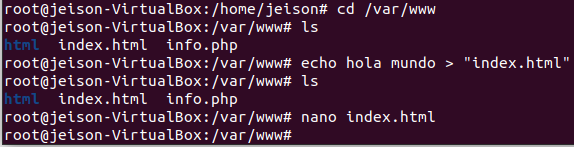 root@jeison-VirtualBox:/home/jeison# cd /var/www
root@jeison-VirtualBox:/var/www# ls
html  index.html  info.php
root@jeison-VirtualBox:/var/www# echo hola mundo > "index.html"
root@jeison-VirtualBox:/var/www# ls
html  index.html  info.php
root@jeison-VirtualBox:/var/www# nano index.html
root@jeison-VirtualBox:/var/www#